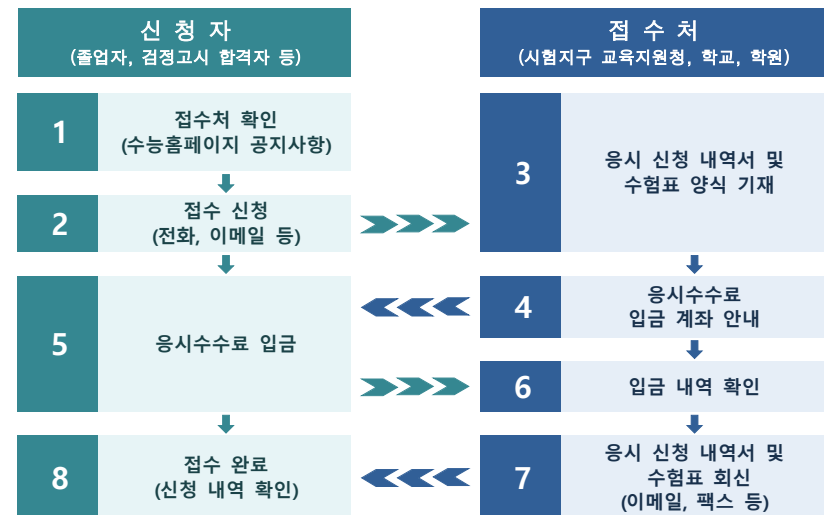 신 청 자
(졸업자, 검정고시 합격자 등)
접 수 처
(시험지구 교육지원청, 학교, 학원)
1
접수처 확인
(수능홈페이지 공지사항)
2
접수 신청
(전화, 이메일 등)
3
응시 신청 내역서 및
수험표 양식 기재
4
응시수수료
입금 계좌 안내
5
응시수수료 입금
6
입금 내역 확인
7
응시 신청 내역서 및
수험표 회신
(이메일, 팩스 등)
8
접수 완료
(신청 내역 확인)